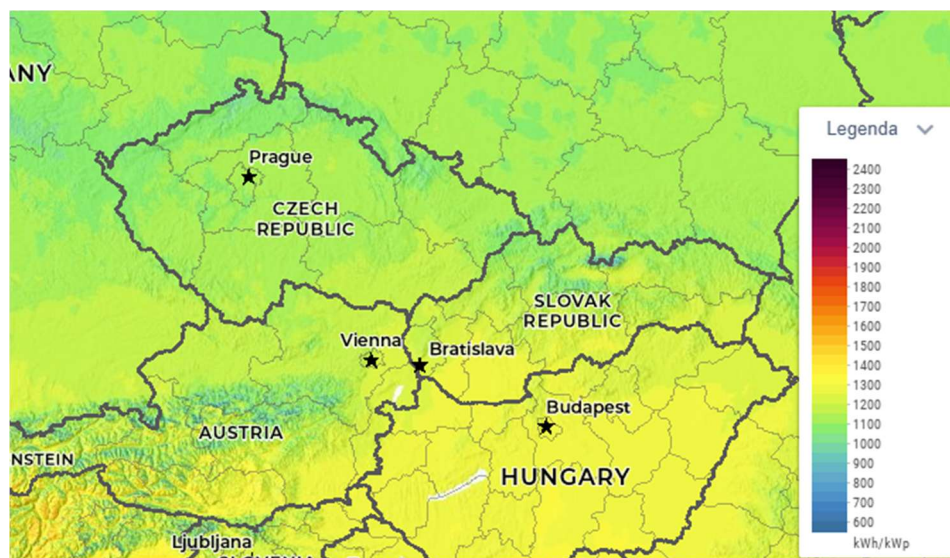 ANY
Prague
CZECH
REPUBLIC
SLOVAK
REPUBLIC
Vienna
Bratislava
Budapest
AUSTRIA
NSTEIN
HUNGARY
Ljubljana
Legenda
2400
2300
2200
2100
2000
1900
1800
1700
1600
1500
1400
1300
1200
1100
1000
900
800
700
600
kWh/kWp